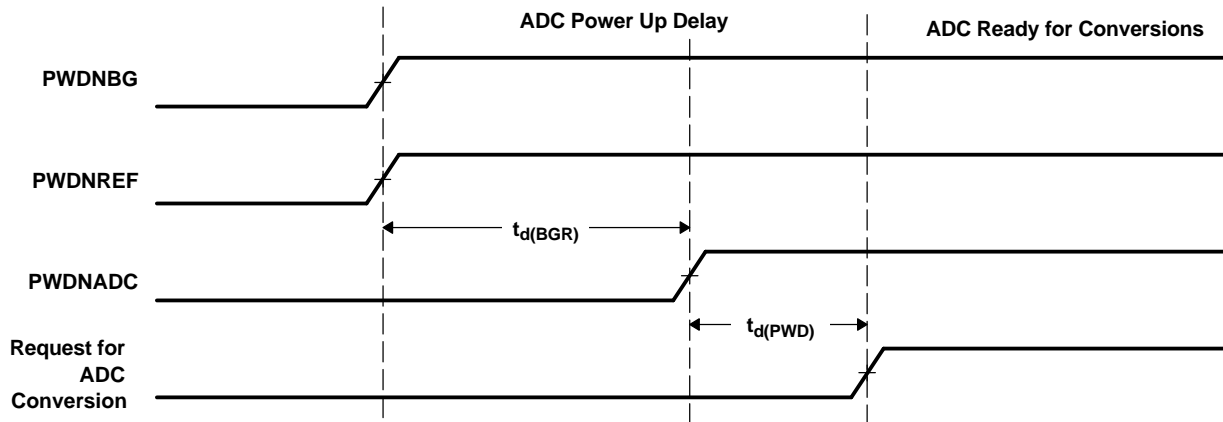 ADC Power Up Delay
ADC Ready for Conversions
PWDNBG
PWDNREF
td(BGR)
PWDNADC
td(PWD)
Request for
ADC
Conversion